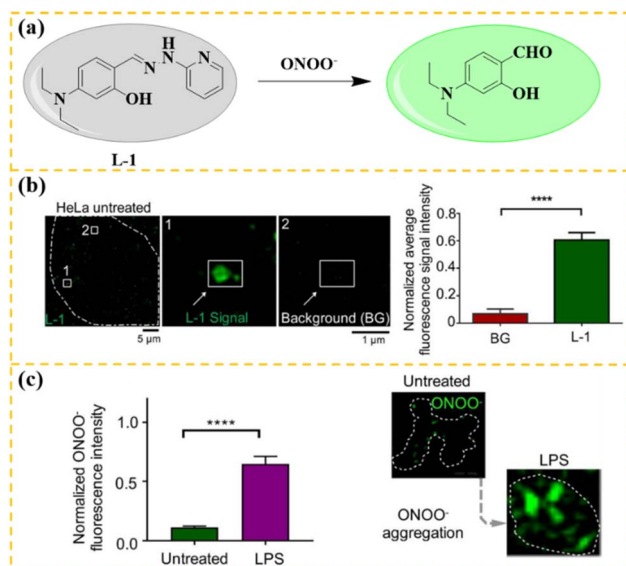 (a)
H
N
N
N
OH
N
L-1
ONOO⁻
CHO
OH
N
(b)
HeLa untreated
2
1
L-1
5 µm
1
L-1 Signal
2
Background (BG)
1 µm
Normalized average
fluorescence signal intensity
0.8
0.6
0.4
0.2
0
****
BG
L-1
(c)
Normalized ONOO⁻
fluorescence intensity
1.0
0.5
0.0
****
Untreated
LPS
Untreated
ONOO⁻
LPS
ONOO⁻
aggregation